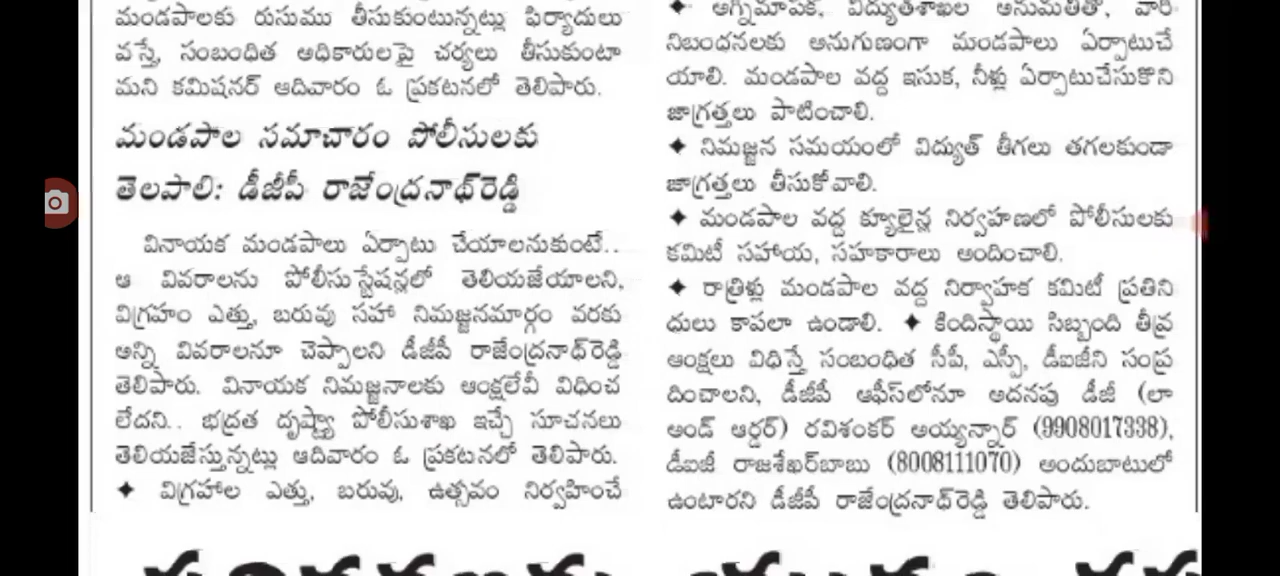 మండపాలకు రుసుము తీసుకుంటున్నట్లు ఫిర్యాదులు
వస్తే, సంబంధిత అధికారులపై చర్యలు తీసుకుంటా
మని కమిషనర్ ఆదివారం ఓ ప్రకటనలో తెలిపారు.
మండపాల సమాచారం పోలీసులకు
తెలపాలి: డీజీపీ రాజేంద్రనాథ్‌రెడ్డి
వినాయక మండపాలు ఏర్పాటు చేయాలనుకుంటే..
ఆ వివరాలను పోలీసుస్టేషన్లలో తెలియజేయాలని,
విగ్రహం ఎత్తు, బరువు సహా నిమజ్జనమార్గం వరకు
అన్ని వివరాలనూ చెప్పాలని డీజీపీ రాజేంద్రనాథ్‌రెడ్డి
తెలిపారు. వినాయక నిమజ్జనాలకు ఆంక్షలేవీ విధించ
లేదని.. భద్రత దృష్ట్యా పోలీసుశాఖ ఇచ్చే సూచనలు
తెలియజేస్తున్నట్లు ఆదివారం ఓ ప్రకటనలో తెలిపారు.
✦ విగ్రహాల ఎత్తు, బరువు, ఉత్సవం నిర్వహించే
✦ అగ్నిమాపక, విద్యుత్‌శాఖల అనుమతితో, వారి
నిబంధనలకు అనుగుణంగా మండపాలు ఏర్పాటుచే
యాలి. మండపాల వద్ద ఇసుక, నీళ్లు ఏర్పాటుచేసుకొని
జాగ్రత్తలు పాటించాలి.
✦ నిమజ్జన సమయంలో విద్యుత్ తీగలు తగలకుండా
జాగ్రత్తలు తీసుకోవాలి.
✦ మండపాల వద్ద క్యూలైన్ల నిర్వహణలో పోలీసులకు
కమిటీ సహాయ, సహకారాలు అందించాలి.
✦ రాత్రిళ్లు మండపాల వద్ద నిర్వాహక కమిటీ ప్రతిని
ధులు కాపలా ఉండాలి. ✦ కిందిస్థాయి సిబ్బంది తీవ్ర
ఆంక్షలు విధిస్తే సంబంధిత సీపీ, ఎస్పీ, డీఐజీని సంప్ర
దించాలని, డీజీపీ ఆఫీస్‌లోనూ అదనపు డీజీ (లా
అండ్ ఆర్డర్) రవిశంకర్ అయ్యన్నార్ (9908017338),
డీఐజీ రాజశేఖర్‌బాబు (8008111070) అందుబాటులో
ఉంటారని డీజీపీ రాజేంద్రనాథ్‌రెడ్డి తెలిపారు.